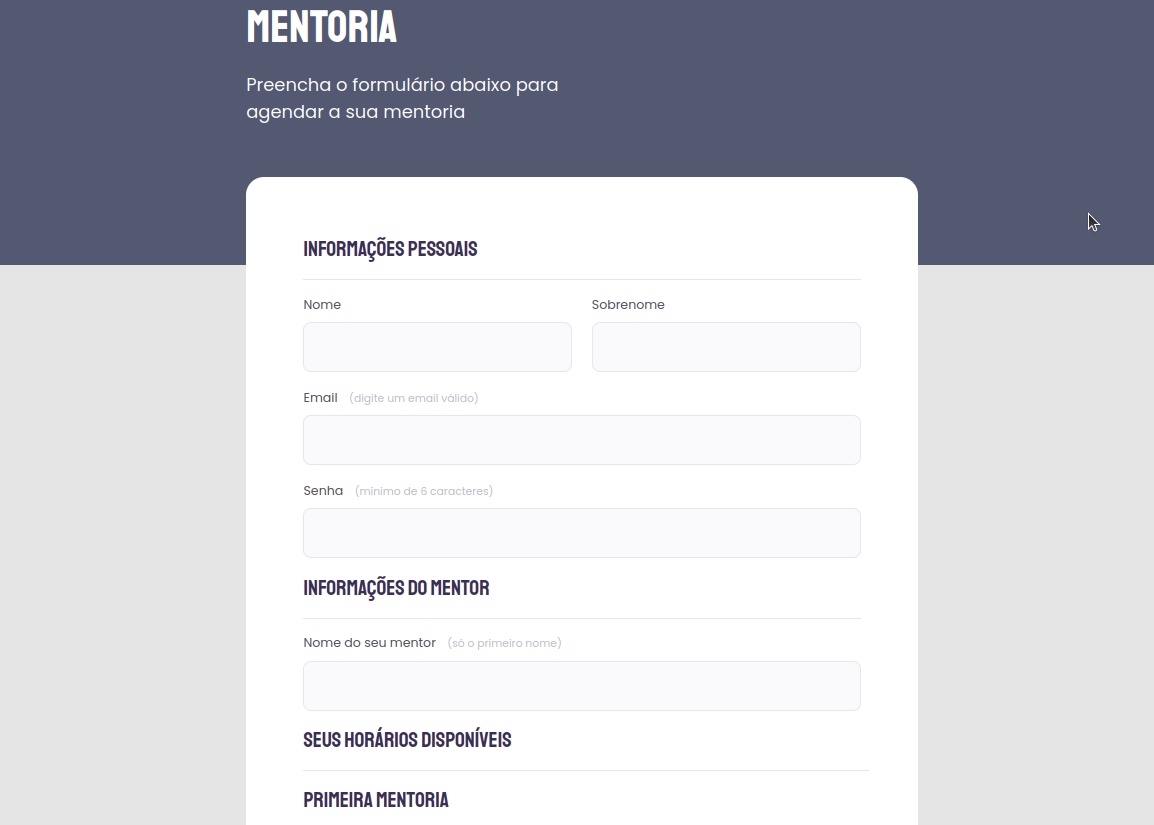 MENTORIA
Preencha o formulário abaixo para
agendar a sua mentoria
INFORMAÇÕES PESSOAIS
Nome Sobrenome
Email (digite um email válido)
Senha (mínimo de 6 caracteres)
INFORMAÇÕES DO MENTOR
Nome do seu mentor (só o primeiro nome)
SEUS HORÁRIOS DISPONÍVEIS
PRIMEIRA MENTORIA